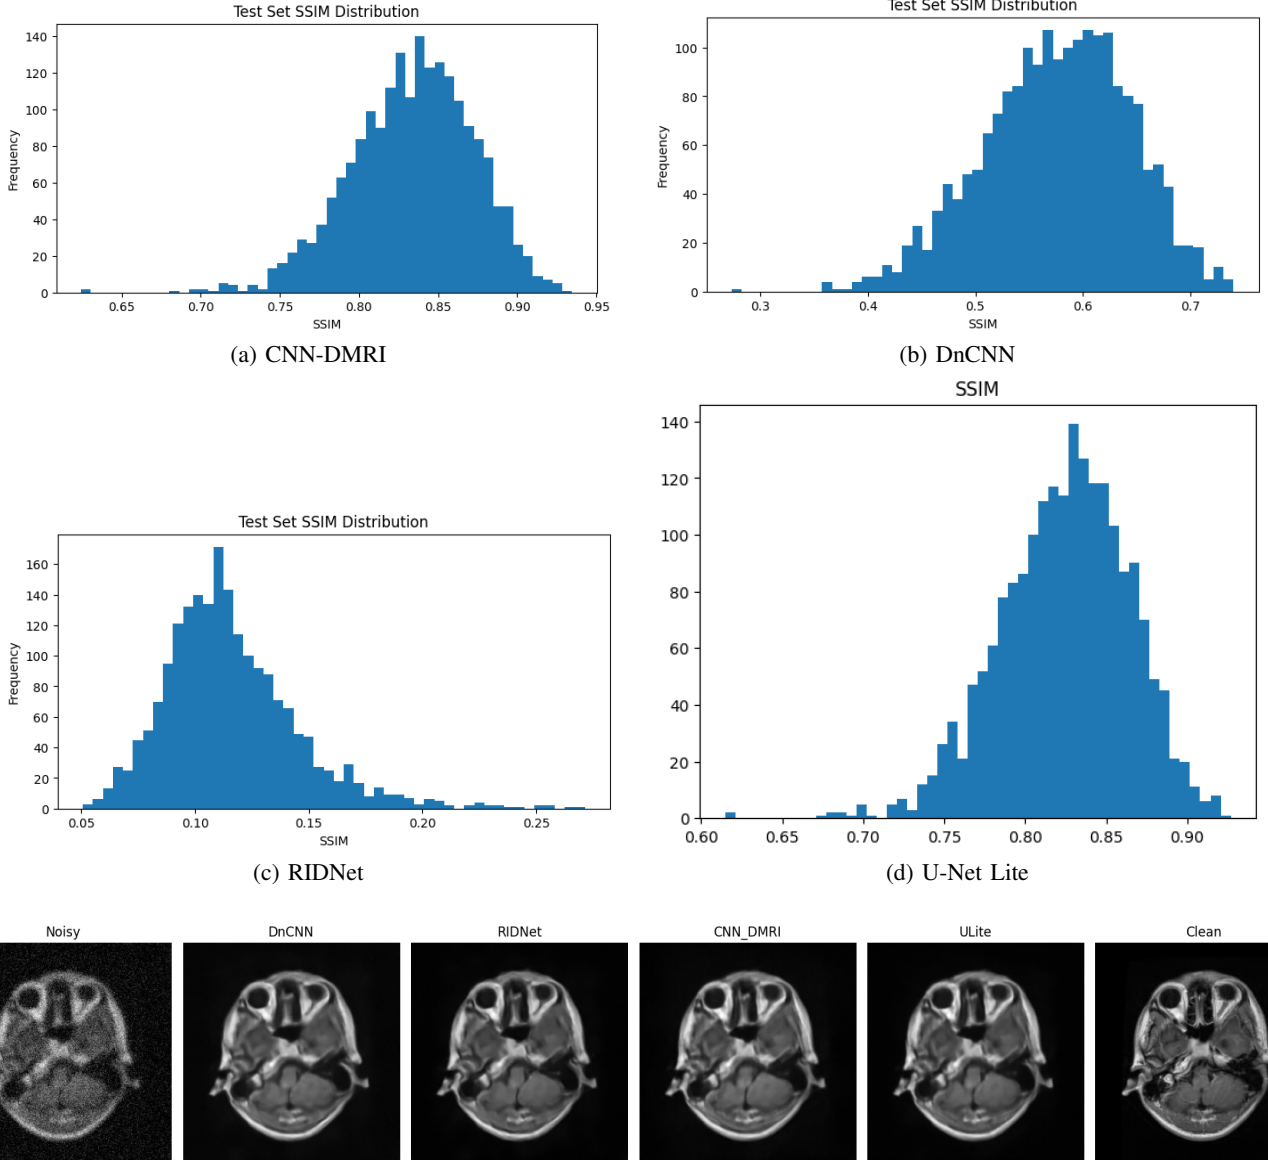 Test Set SSIM Distribution
140
120
100
80
60
40
20
0
Frequency
0.65 0.70 0.75 0.80 0.85 0.90 0.95
SSIM
(a) CNN-DMRI
Test Set SSIM Distribution
100
80
60
40
20
0
Frequency
0.3 0.4 0.5 0.6 0.7
SSIM
(b) DnCNN
Test Set SSIM Distribution
160
140
120
100
80
60
40
20
0
Frequency
0.05 0.10 0.15 0.20 0.25
SSIM
(c) RIDNet
SSIM
140
120
100
80
60
40
20
0
0.60 0.65 0.70 0.75 0.80 0.85 0.90
(d) U-Net Lite
Noisy DnCNN RIDNet CNN_DMRI ULite Clean